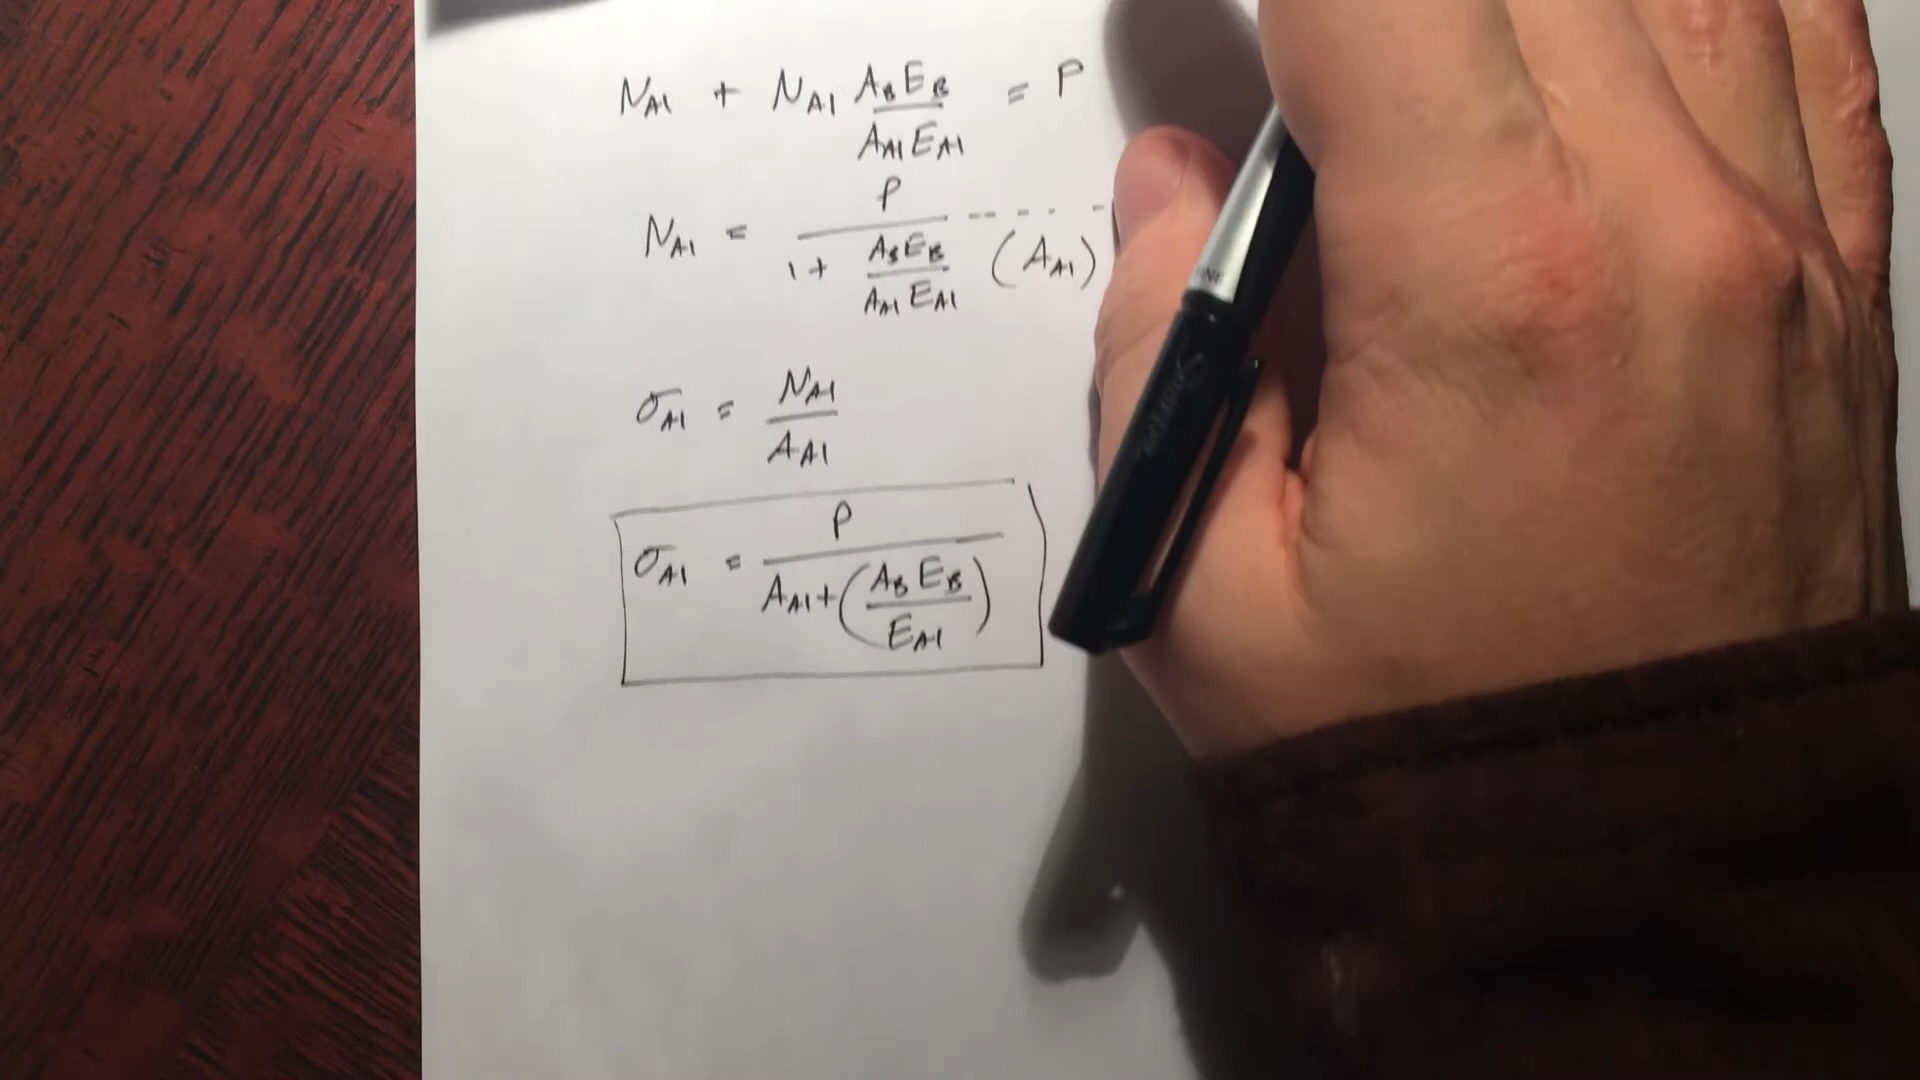 N_Al + N_Al A_B E_B / A_Al E_Al = P
N_Al = P / (1 + A_B E_B / A_Al E_Al) - - - - - (A_Al)
σ_Al = N_Al / A_Al
σ_Al = P / (A_Al + (A_B E_B / E_Al))